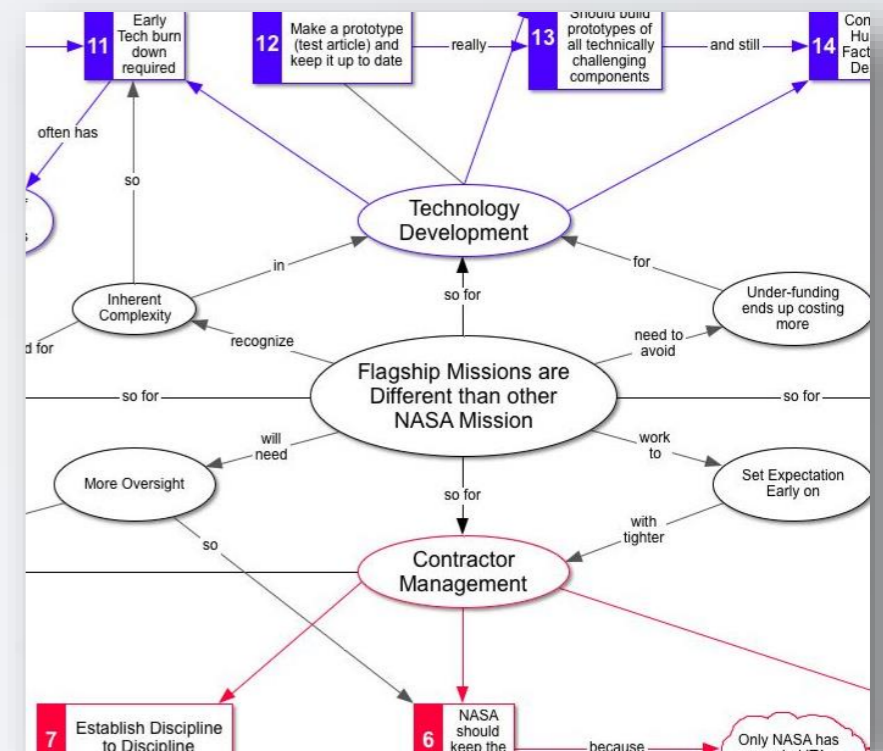 11
Early
Tech burn
down
required
12
Make a prototype
(test article) and
keep it up to date
really
13
Should build
prototypes of
all technically
challenging
components
and still
14
often has
so
Technology
Development
in
for
Inherent
Complexity
so for
Under-funding
ends up costing
more
for
recognize
need to
avoid
Flagship Missions are
Different than other
NASA Mission
so for
so for
will
need
work
to
More Oversight
so for
Set Expectation
Early on
so
with
tighter
Contractor
Management
7
Establish Discipline
to Discipline
6
NASA
should
keep the
because
Only NASA has